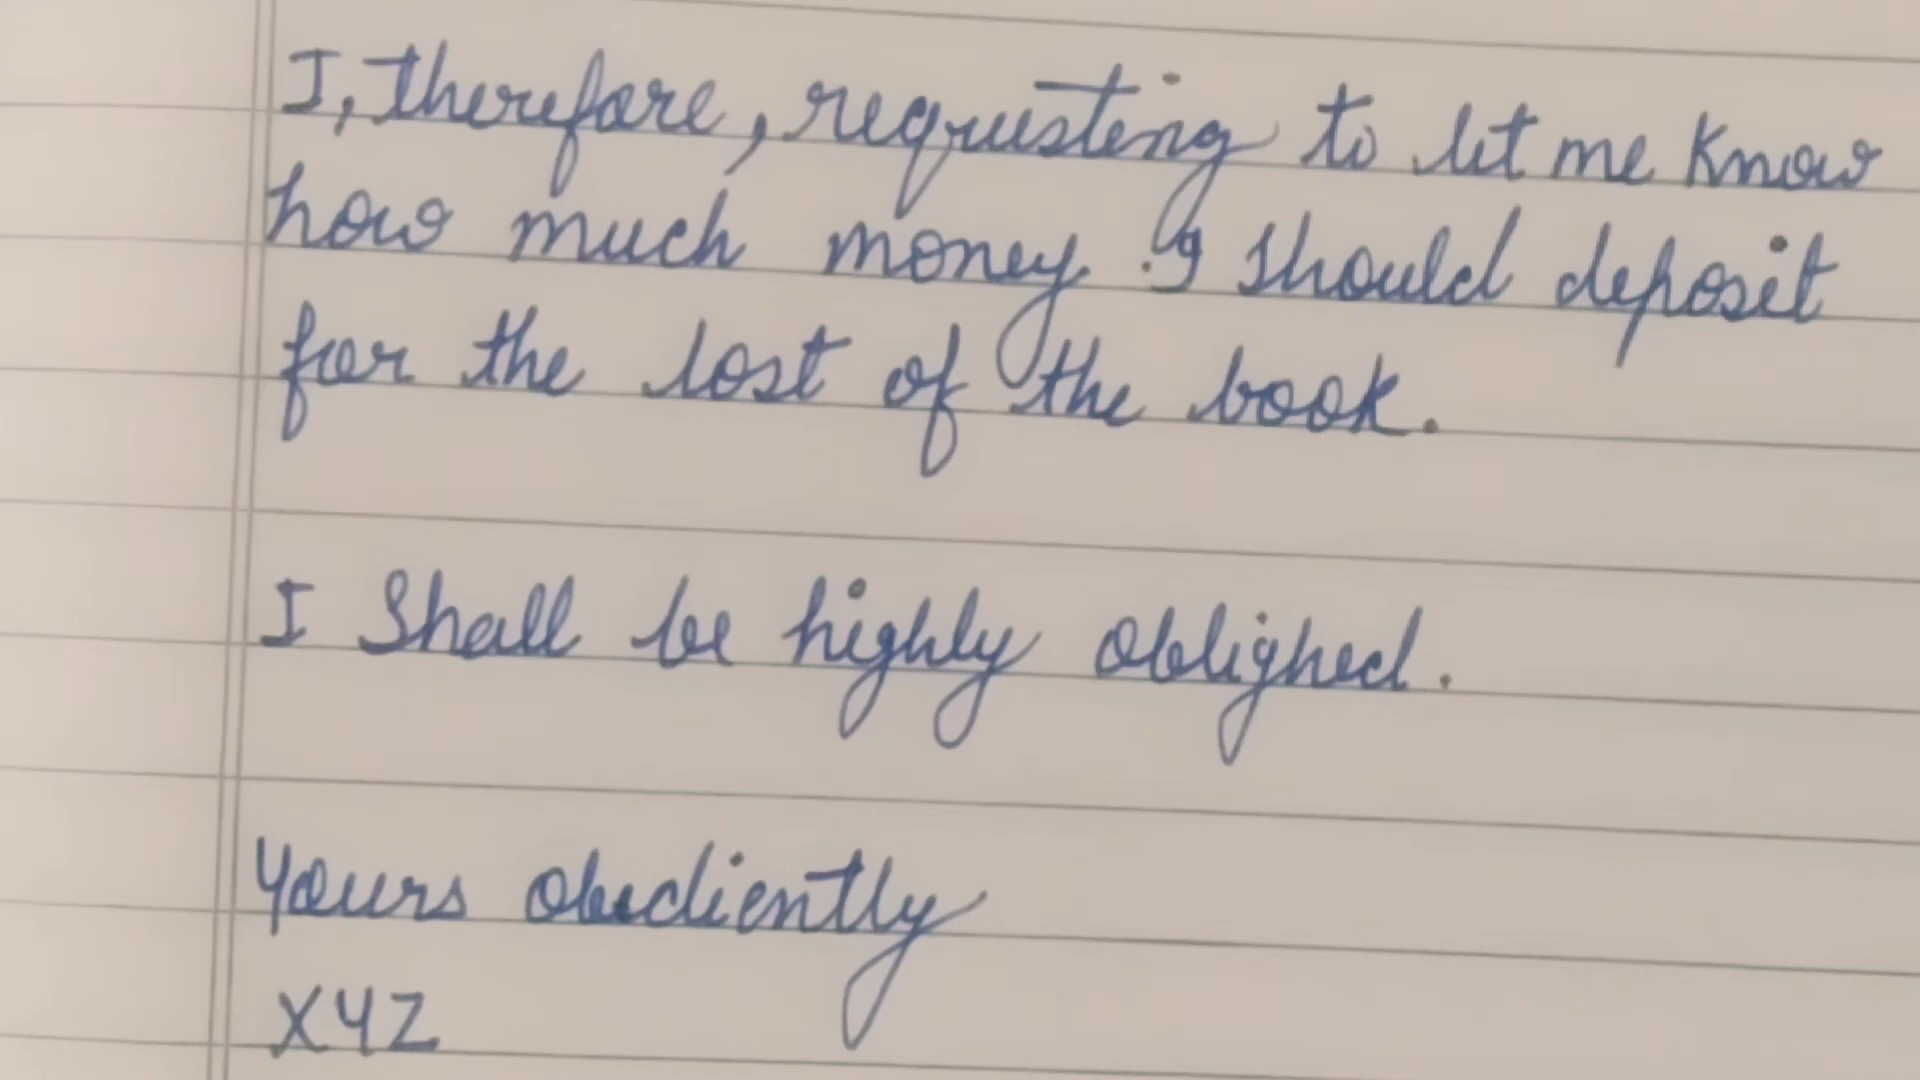 I, therefore, requesting to let me know
how much money I should deposit
for the lost of the book.
I Shall be highly oblighed.
Yours obediently
XYZ